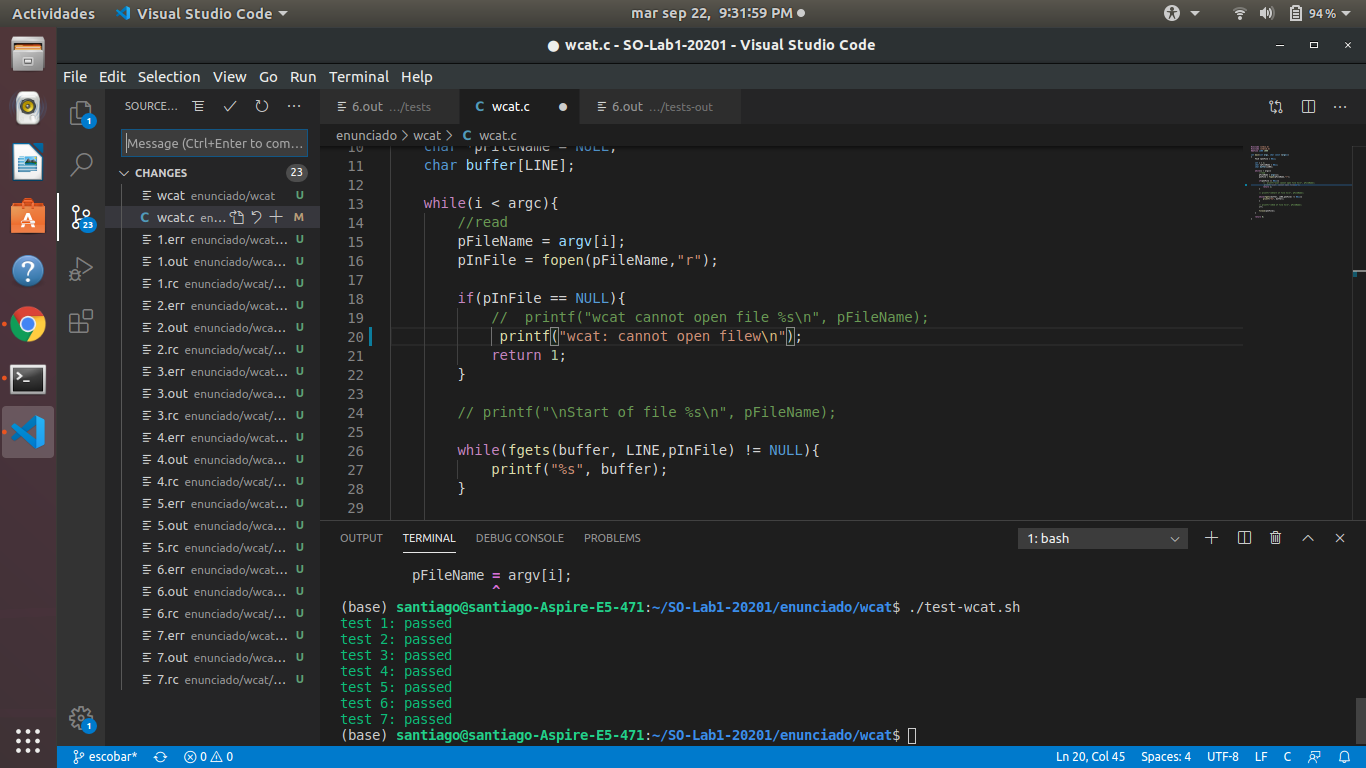 Actividades Visual Studio Code mar sep 22, 9:31:59 PM 94 %
wcat.c - SO-Lab1-20201 - Visual Studio Code
File Edit Selection View Go Run Terminal Help
SOURCE... 6.out .../tests wcat.c 6.out .../tests-out
enunciado > wcat > C wcat.c
Message (Ctrl+Enter to com...
CHANGES 23
wcat enunciado/wcat U
C wcat.c en... M
1.err enunciado/wcat... U
1.out enunciado/wca... U
1.rc enunciado/wcat/... U
2.err enunciado/wcat... U
2.out enunciado/wca... U
2.rc enunciado/wcat/... U
3.err enunciado/wcat... U
3.out enunciado/wca... U
3.rc enunciado/wcat/... U
4.err enunciado/wcat... U
4.out enunciado/wca... U
4.rc enunciado/wcat/... U
5.err enunciado/wcat... U
5.out enunciado/wca... U
5.rc enunciado/wcat/... U
6.err enunciado/wcat... U
6.out enunciado/wca... U
6.rc enunciado/wcat/... U
7.err enunciado/wcat... U
7.out enunciado/wca... U
7.rc enunciado/wcat/... U
10 char *pFileName = NULL;
11 char buffer[LINE];
12
13 while(i < argc){
14 //read
15 pFileName = argv[i];
16 pInFile = fopen(pFileName,"r");
17
18 if(pInFile == NULL){
19 //  printf("wcat cannot open file %s\n", pFileName);
20 printf("wcat: cannot open filew\n");
21 return 1;
22 }
23
24 // printf("\nStart of file %s\n", pFileName);
25
26 while(fgets(buffer, LINE,pInFile) != NULL){
27 printf("%s", buffer);
28 }
29
OUTPUT TERMINAL DEBUG CONSOLE PROBLEMS 1: bash
pFileName = argv[i];
^
(base) santiago@santiago-Aspire-E5-471:~/SO-Lab1-20201/enunciado/wcat$ ./test-wcat.sh
test 1: passed
test 2: passed
test 3: passed
test 4: passed
test 5: passed
test 6: passed
test 7: passed
(base) santiago@santiago-Aspire-E5-471:~/SO-Lab1-20201/enunciado/wcat$
escobar* 0 0 Ln 20, Col 45 Spaces: 4 UTF-8 LF C